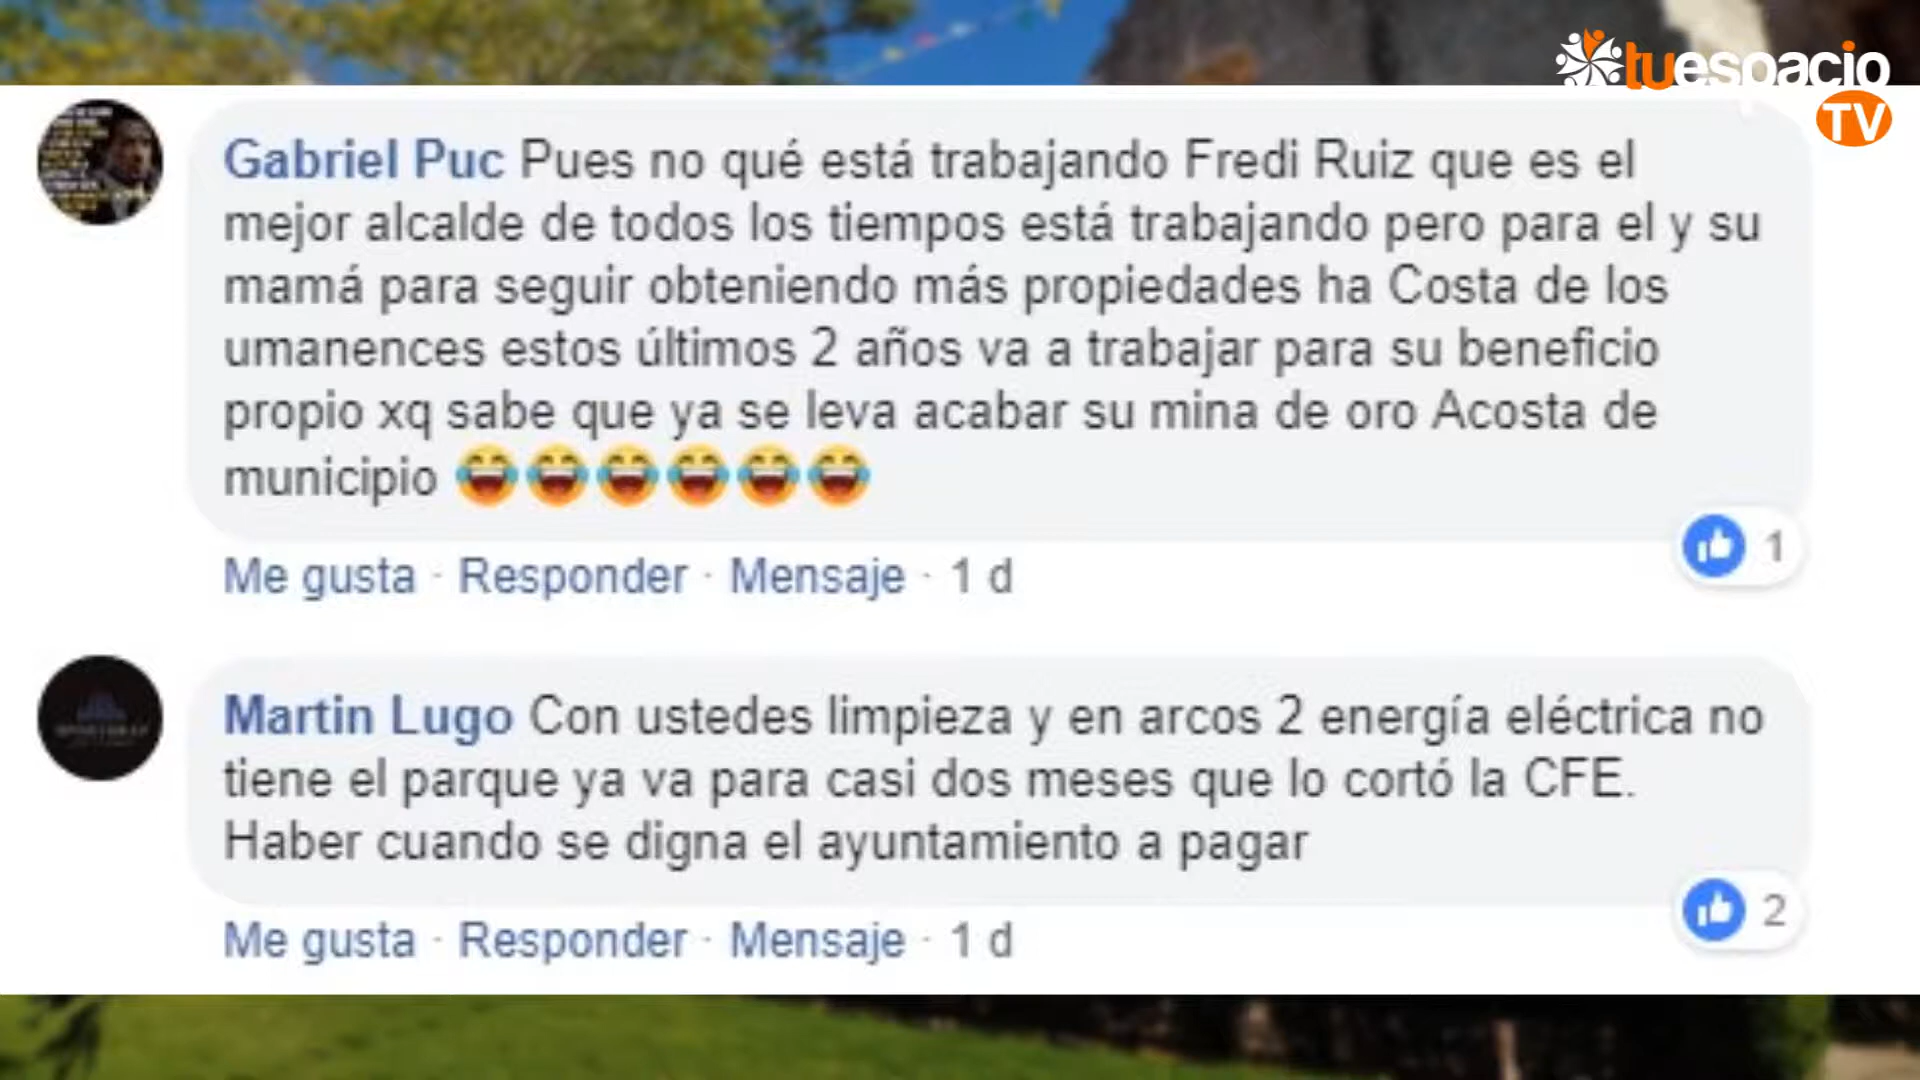 tuespacio
TV
Gabriel Puc Pues no qué está trabajando Fredi Ruiz que es el
mejor alcalde de todos los tiempos está trabajando pero para el y su
mamá para seguir obteniendo más propiedades ha Costa de los
umanences estos últimos 2 años va a trabajar para su beneficio
propio xq sabe que ya se leva acabar su mina de oro Acosta de
municipio 😂😂😂😂😂😂
1
Me gusta · Responder · Mensaje · 1 d
Martin Lugo Con ustedes limpieza y en arcos 2 energía eléctrica no
tiene el parque ya va para casi dos meses que lo cortó la CFE.
Haber cuando se digna el ayuntamiento a pagar
2
Me gusta · Responder · Mensaje · 1 d